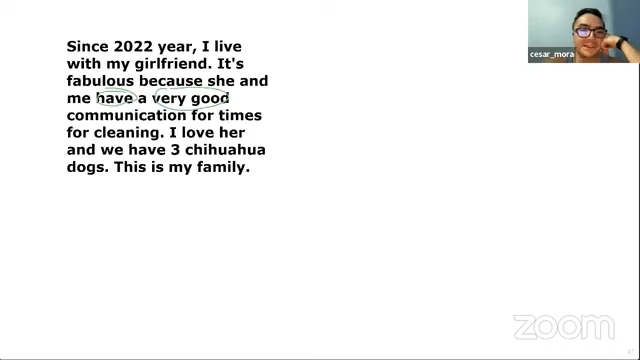 Since 2022 year, I live
with my girlfriend. It's
fabulous because she and
me have a very good
communication for times
for cleaning. I love her
and we have 3 chihuahua
dogs. This is my family.
cesar_mora
zoom